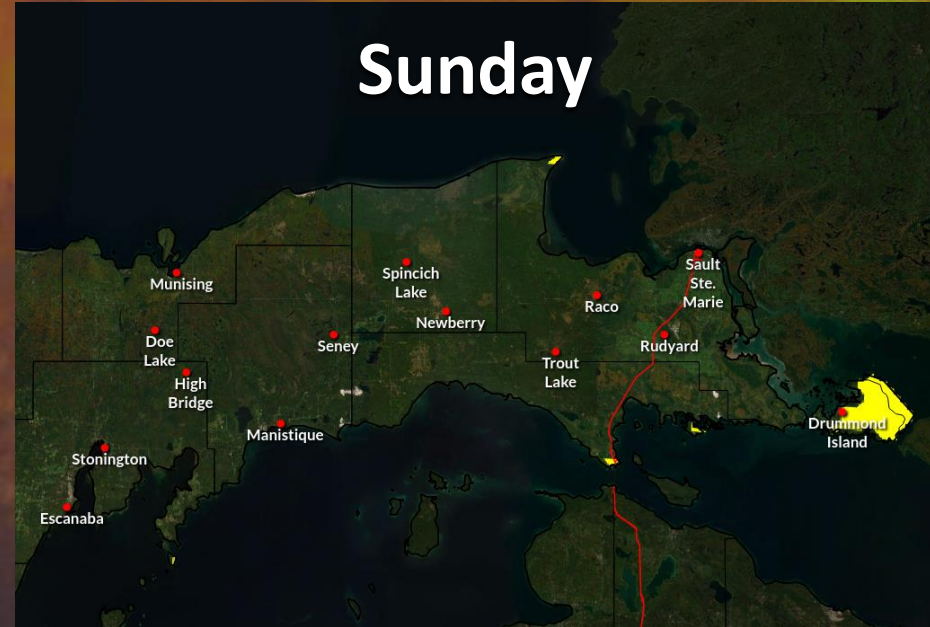 Sunday
Munising
Spincich
Lake
Sault
Ste.
Marie
Raco
Newberry
Doe
Lake
Seney
Rudyard
Trout
Lake
High
Bridge
Manistique
Drummond
Island
Stonington
Escanaba